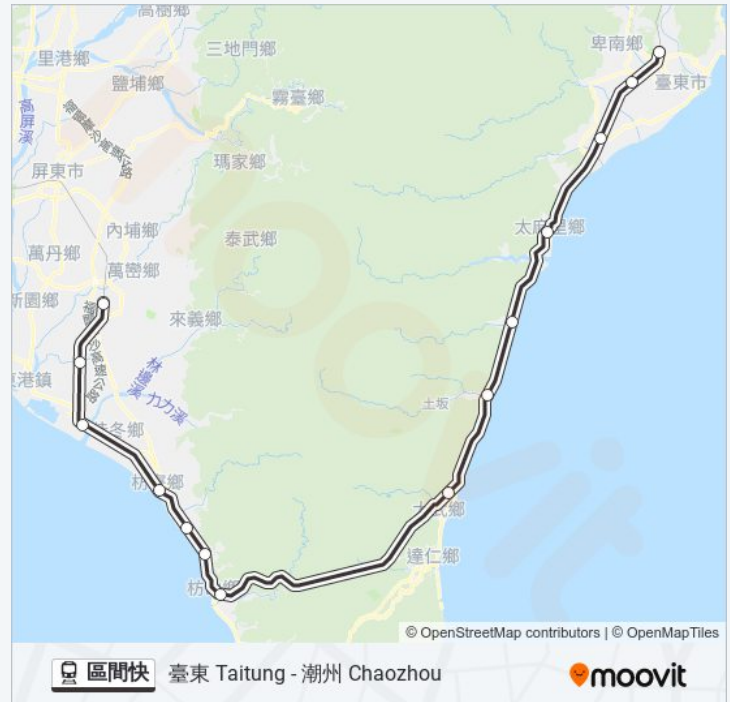 高樹鄉
卑南鄉
里港鄉
三地門鄉
鹽埔鄉
臺東市
霧臺鄉
高屏溪
瑪家鄉
屏東市
內埔鄉
太麻里鄉
泰武鄉
萬丹鄉
萬巒鄉
新園鄉
來義鄉
林邊溪
力力溪
東港鎮
土坂
佳冬鄉
枋寮鄉
大武鄉
達仁鄉
枋山鄉
© OpenStreetMap contributors | © OpenMapTiles
區間快 臺東 Taitung - 潮州 Chaozhou
moovit